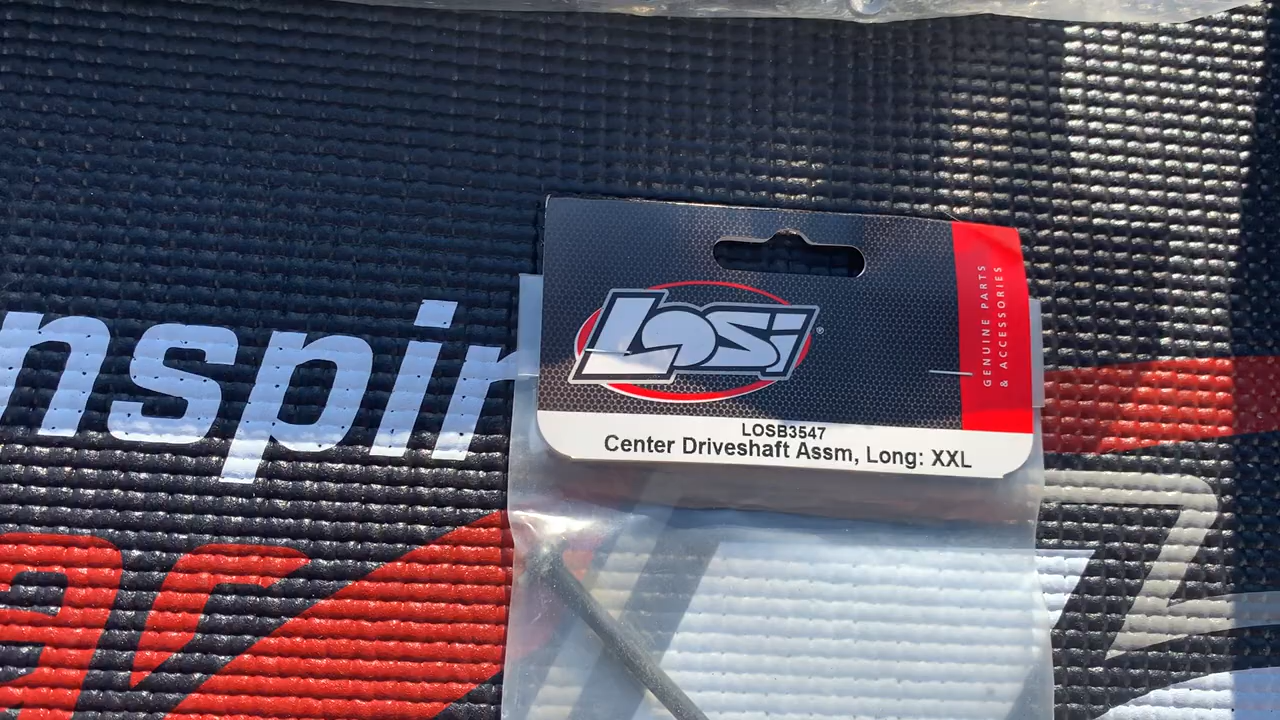 LOSI
®
GENUINE PARTS
& ACCESSORIES
LOSB3547
Center Driveshaft Assm, Long: XXL
nspir